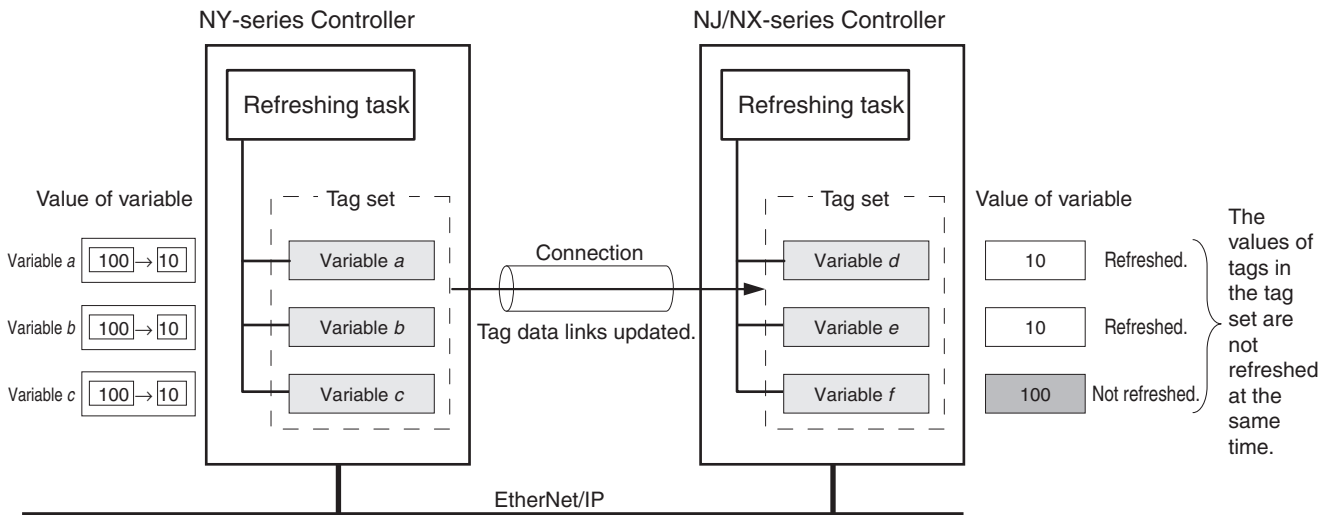 NY-series Controller
NJ/NX-series Controller
Refreshing task
Refreshing task
Value of variable
Tag set
Tag set
Value of variable
Variable a 100 → 10
Variable a
Connection
Variable d
10 Refreshed.
Variable b 100 → 10
Variable b
Tag data links updated.
Variable e
10 Refreshed.
Variable c 100 → 10
Variable c
Variable f
100 Not refreshed.
The
values of
tags in
the tag
set are
not
refreshed
at the
same
time.
EtherNet/IP